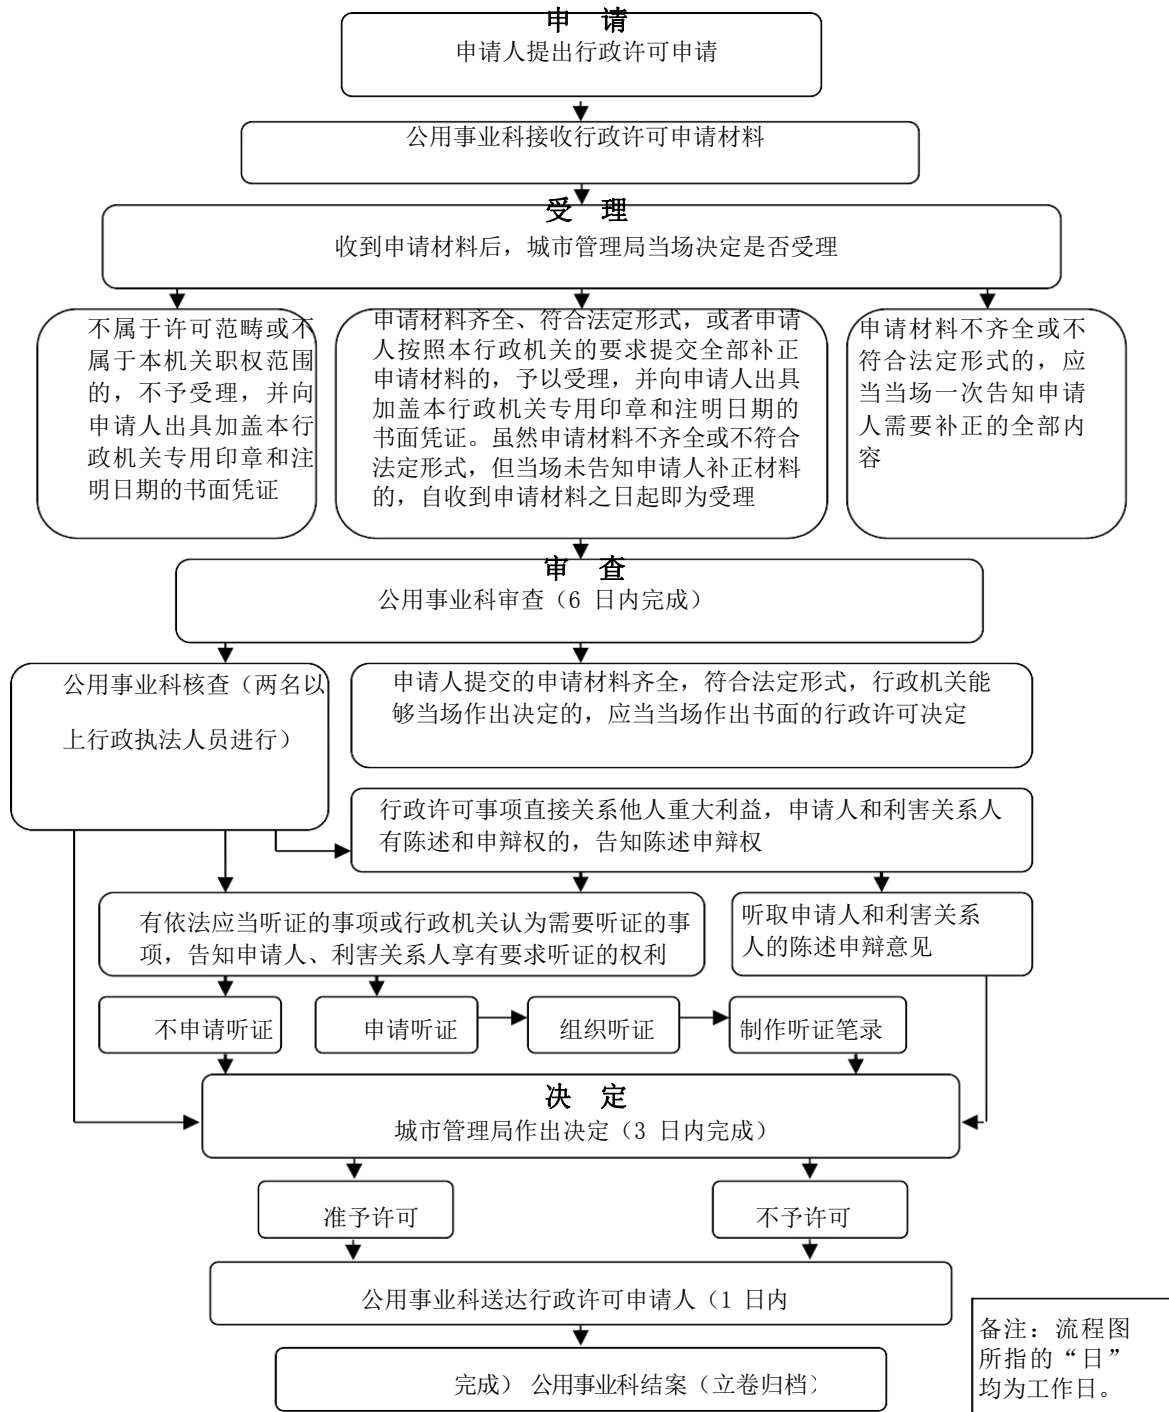 申 请
申请人提出行政许可申请
公用事业科接收行政许可申请材料
受 理
收到申请材料后，城市管理局当场决定是否受理
不属于许可范畴或不
属于本机关职权范围
的，不予受理，并向
申请人出具加盖本行
政机关专用印章和注
明日期的书面凭证
申请材料齐全、符合法定形式，或者申请
人按照本行政机关的要求提交全部补正
申请材料的，予以受理，并向申请人出具
加盖本行政机关专用印章和注明日期的
书面凭证。虽然申请材料不齐全或不符合
法定形式，但当场未告知申请人补正材料
的，自收到申请材料之日起即为受理
申请材料不齐全或不
符合法定形式的，应
当当场一次告知申请
人需要补正的全部内
容
审 查
公用事业科审查（6 日内完成）
公用事业科核查（两名以
上行政执法人员进行）
申请人提交的申请材料齐全，符合法定形式，行政机关能
够当场作出决定的，应当当场作出书面的行政许可决定
行政许可事项直接关系他人重大利益，申请人和利害关系人
有陈述和申辩权的，告知陈述申辩权
有依法应当听证的事项或行政机关认为需要听证的事
项，告知申请人、利害关系人享有要求听证的权利
听取申请人和利害关系
人的陈述申辩意见
不申请听证
申请听证
组织听证
制作听证笔录
决 定
城市管理局作出决定（3 日内完成）
准予许可
不予许可
公用事业科送达行政许可申请人（1 日内
完成） 公用事业科结案（立卷归档）
备注：流程图
所指的“日”
均为工作日。